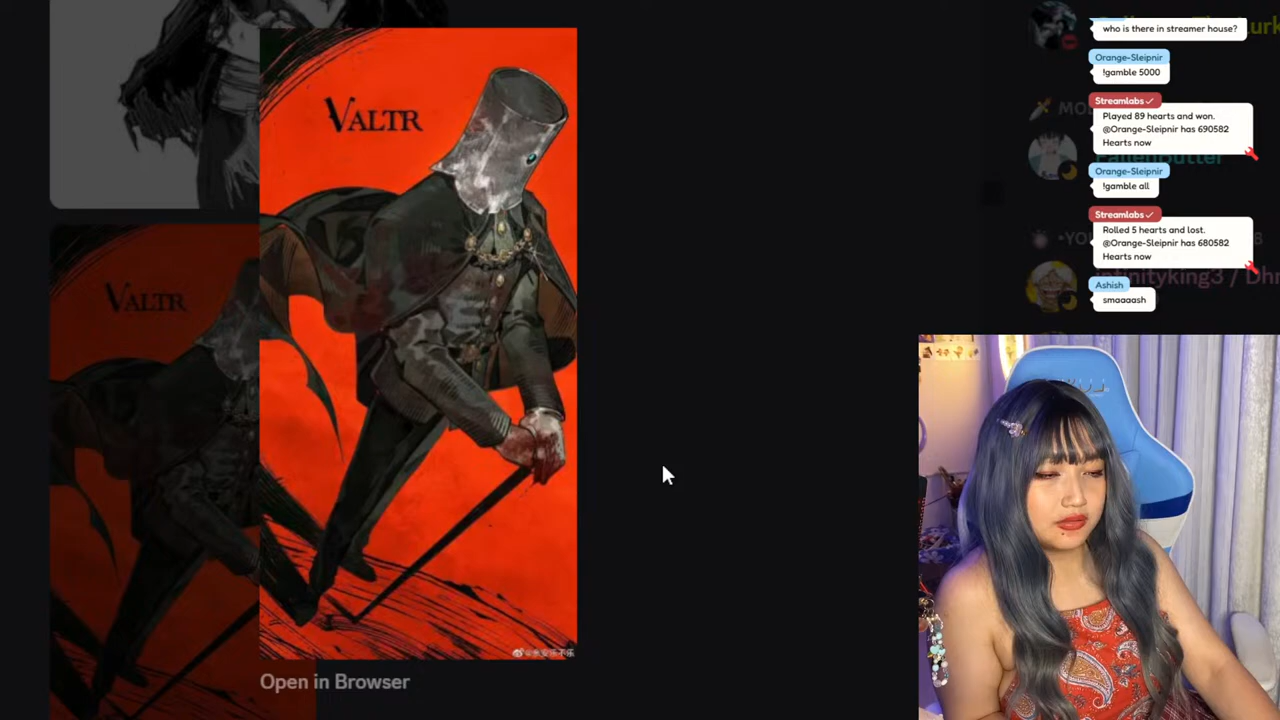 VALTR
VALTR
Open in Browser
who is there in streamer house?
Orange-Sleipnir
!gamble 5000
Streamlabs
Played 89 hearts and won.
@Orange-Sleipnir has 690582
Hearts now
Orange-Sleipnir
!gamble all
Streamlabs
Rolled 5 hearts and lost.
@Orange-Sleipnir has 680582
Hearts now
infinityking3 / Dh
Ashish
smaaaash